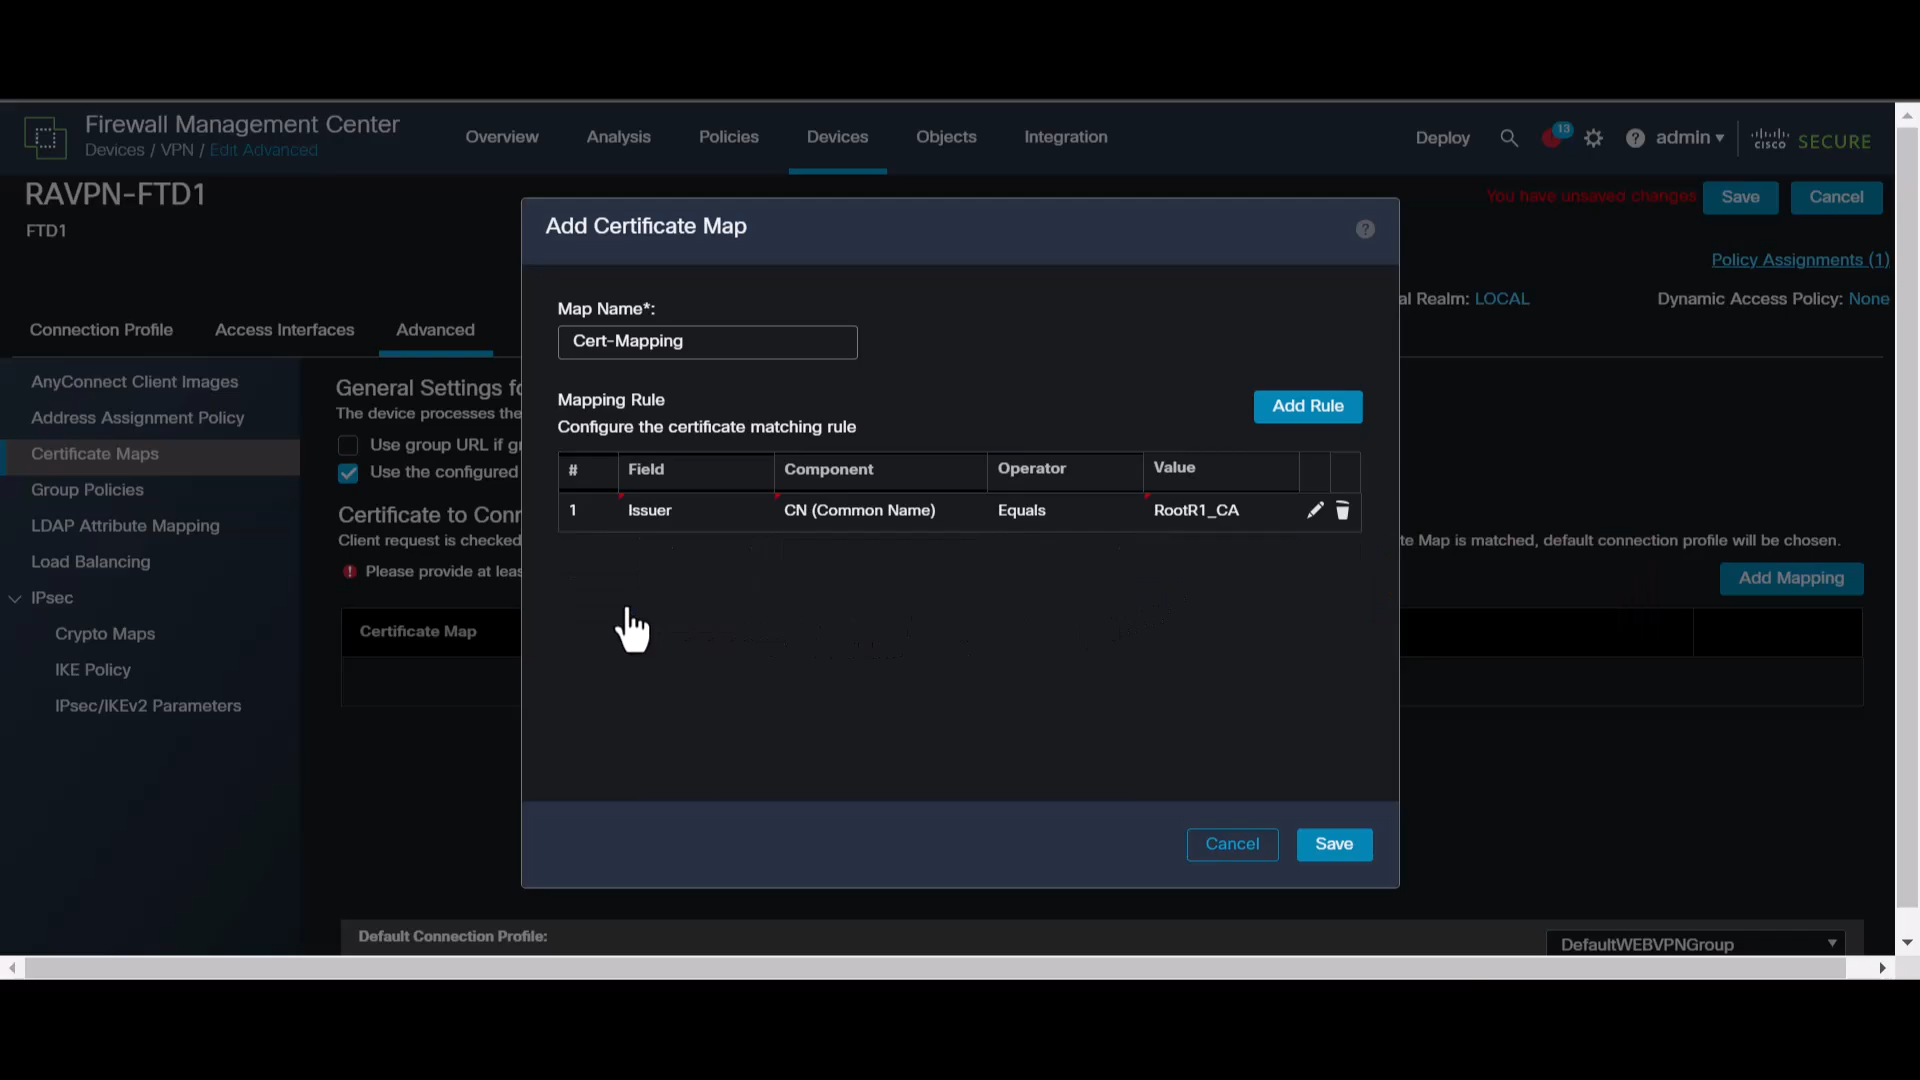 Firewall Management Center
Devices / VPN / Edit Advanced
Overview
Analysis
Policies
Devices
Objects
Integration
Deploy
13
admin
cisco SECURE
RAVPN-FTD1
FTD1
You have unsaved changes
Save
Cancel
Policy Assignments (1)
al Realm: LOCAL
Dynamic Access Policy: None
Connection Profile
Access Interfaces
Advanced
AnyConnect Client Images
Address Assignment Policy
Certificate Maps
Group Policies
LDAP Attribute Mapping
Load Balancing
IPsec
Crypto Maps
IKE Policy
IPsec/IKEv2 Parameters
General Settings fo
The device processes the
Use group URL if gr
Use the configured
Certificate to Conn
Client request is checked
te Map is matched, default connection profile will be chosen.
Please provide at leas
Add Mapping
Certificate Map
Add Certificate Map
?
Map Name*:
Cert-Mapping
Mapping Rule
Configure the certificate matching rule
Add Rule
# Field Component Operator Value
1 Issuer CN (Common Name) Equals RootR1_CA
Cancel
Save
Default Connection Profile:
DefaultWEBVPNGroup